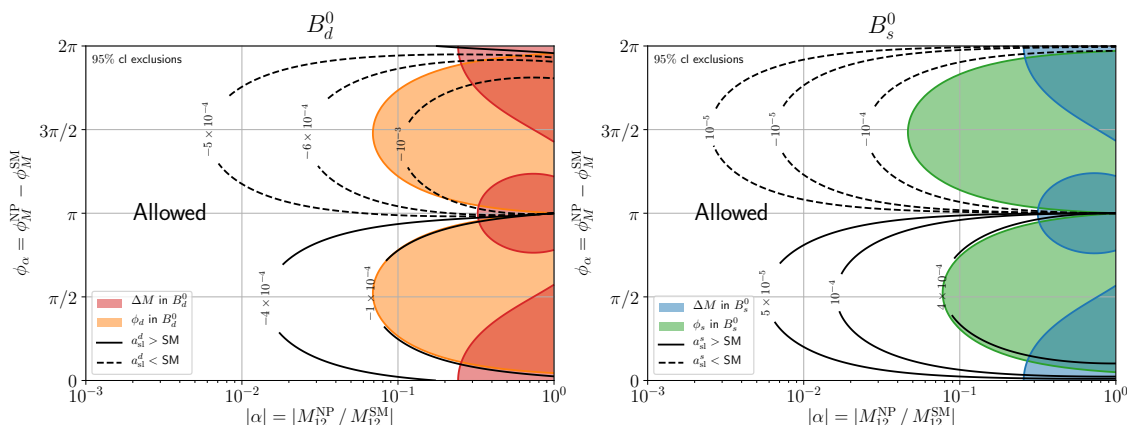 B_d^0
95% cl exclusions
2π
3π/2
π
π/2
0
ϕ_α = ϕ_M^NP − ϕ_M^SM
−5 × 10^−4
−6 × 10^−4
−10^−3
Allowed
−4 × 10^−4
−1 × 10^−4
ΔM in B_d^0
ϕ_d in B_d^0
a_sl^d > SM
a_sl^d < SM
10^−3
10^−2
10^−1
10^0
|α| = |M_12^NP / M_12^SM|
B_s^0
95% cl exclusions
2π
3π/2
π
π/2
0
ϕ_α = ϕ_M^NP − ϕ_M^SM
10^−5
−10^−5
−10^−4
Allowed
5 × 10^−5
10^−4
4 × 10^−4
ΔM in B_s^0
ϕ_s in B_s^0
a_sl^s > SM
a_sl^s < SM
10^−3
10^−2
10^−1
10^0
|α| = |M_12^NP / M_12^SM|